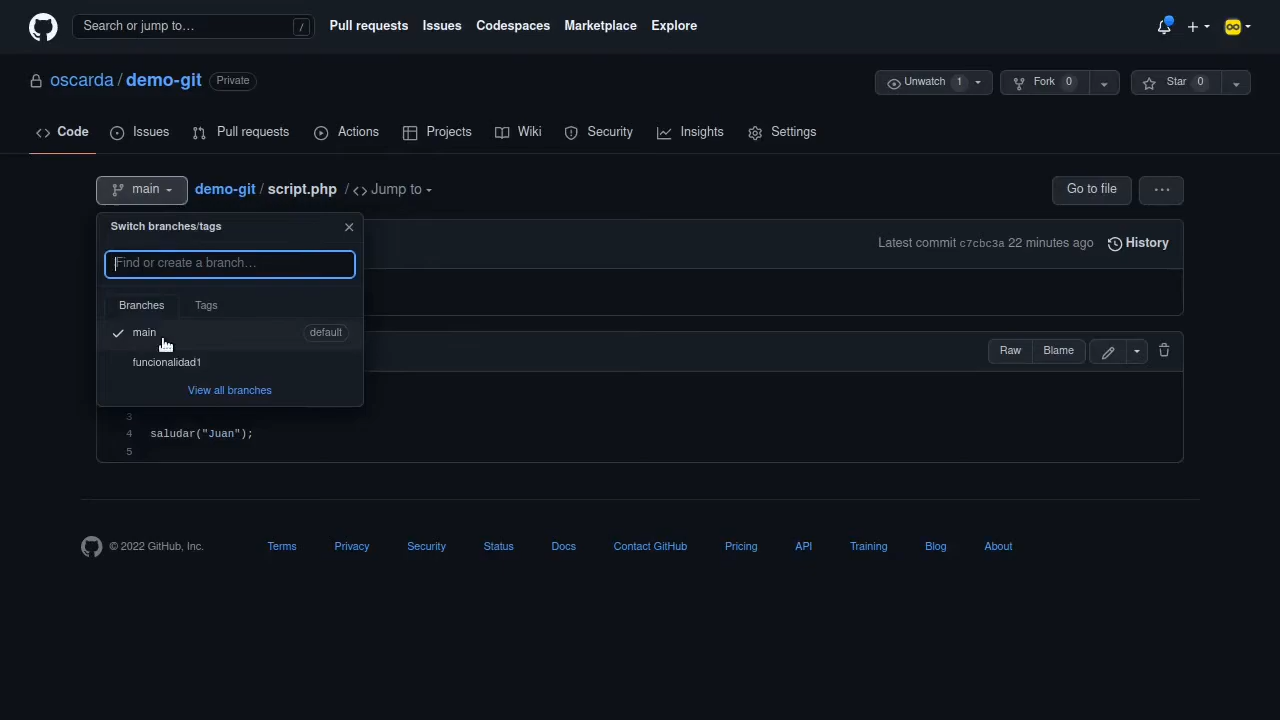 Search or jump to… / Pull requests Issues Codespaces Marketplace Explore
oscarda / demo-git Private Unwatch 1 Fork 0 Star 0
Code Issues Pull requests Actions Projects Wiki Security Insights Settings
main demo-git / script.php / Jump to Go to file ...
Switch branches/tags
Latest commit c7cbc3a 22 minutes ago History
Find or create a branch…
Branches Tags
main default
Raw Blame
funcionalidad1
View all branches
3
4 saludar("Juan");
5
© 2022 GitHub, Inc. Terms Privacy Security Status Docs Contact GitHub Pricing API Training Blog About